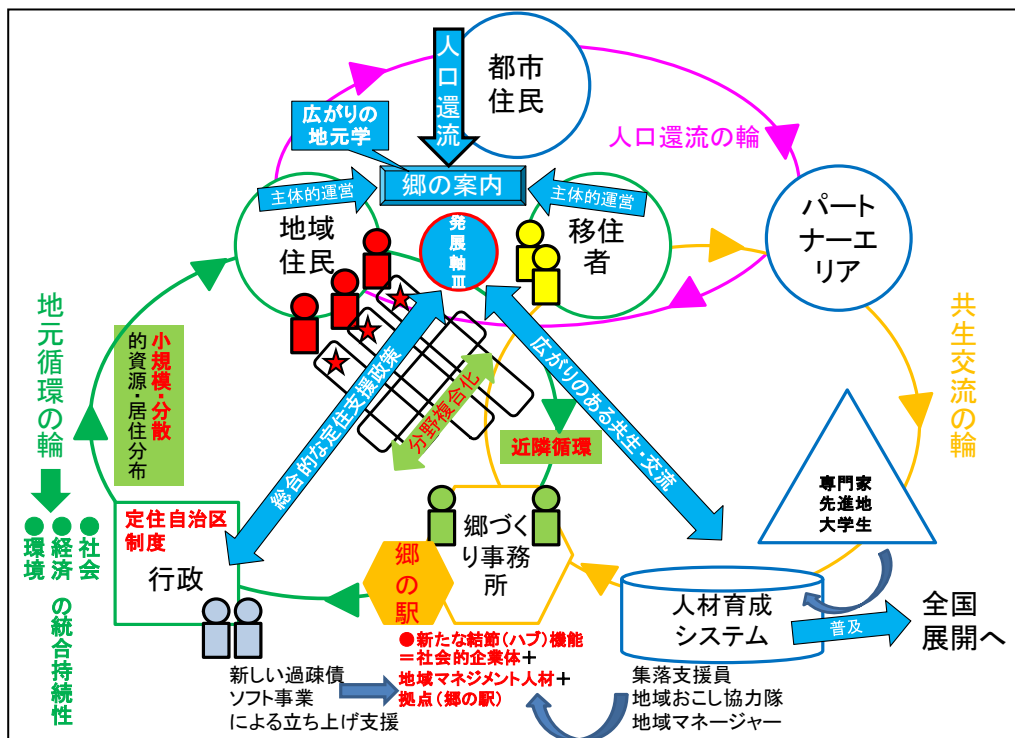 人口還流
都市
住民
広がりの
地元学
人口還流の輪
郷の案内
主体的運営
主体的運営
地域
住民
発展軸Ⅲ
移住
者
パート
ナーエ
リア
地元循環の輪
小規模・分散
的資源・居住分布
総合的な定住支援政策
分野複合化
広がりのある共生・交流
近隣循環
共生交流の輪
専門家
先進地
大学生
●社会
●経済
●環境
の統合持続性
定住自治区
制度
行政
郷の駅
郷づく
り事務
所
人材育成
システム
普及
全国
展開へ
●新たな結節(ハブ)機能
=社会的企業体+
地域マネジメント人材+
拠点(郷の駅)
新しい過疎債
ソフト事業
による立ち上げ支援
集落支援員
地域おこし協力隊
地域マネージャー